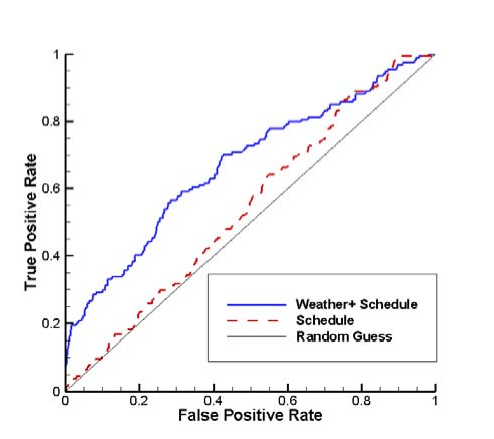 1
0.8
0.6
0.4
0.2
0
True Positive Rate
Weather+ Schedule
Schedule
Random Guess
0 0.2 0.4 0.6 0.8 1
False Positive Rate